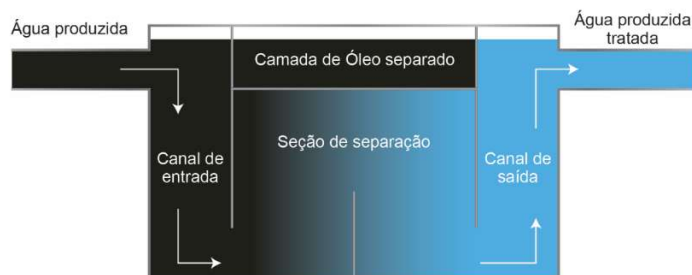 Água produzida
Água produzida
tratada
Camada de Óleo separado
Seção de separação
Canal de
entrada
Canal de
saída